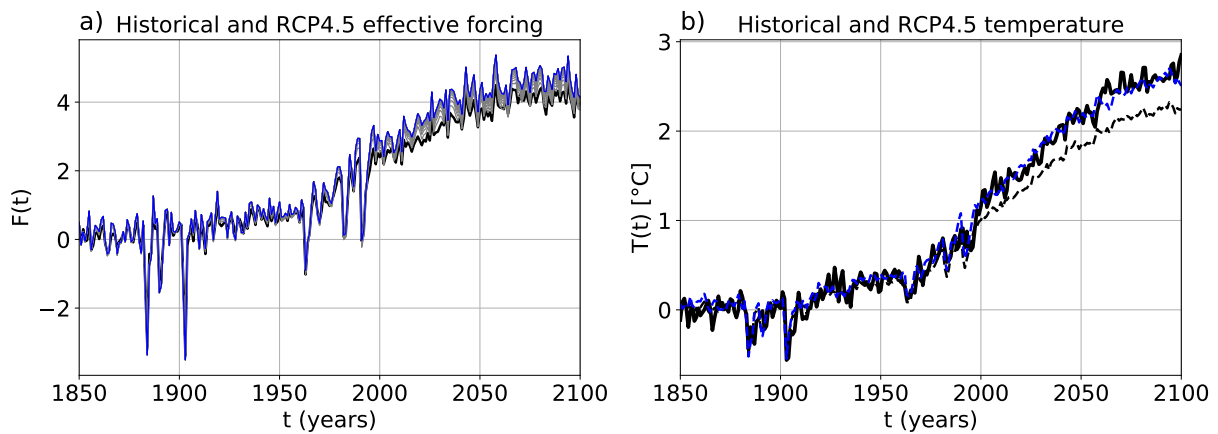 a) Historical and RCP4.5 effective forcing
F(t)
4
2
0
−2
1850 1900 1950 2000 2050 2100
t (years)
b) Historical and RCP4.5 temperature
T(t) [°C]
3
2
1
0
1850 1900 1950 2000 2050 2100
t (years)